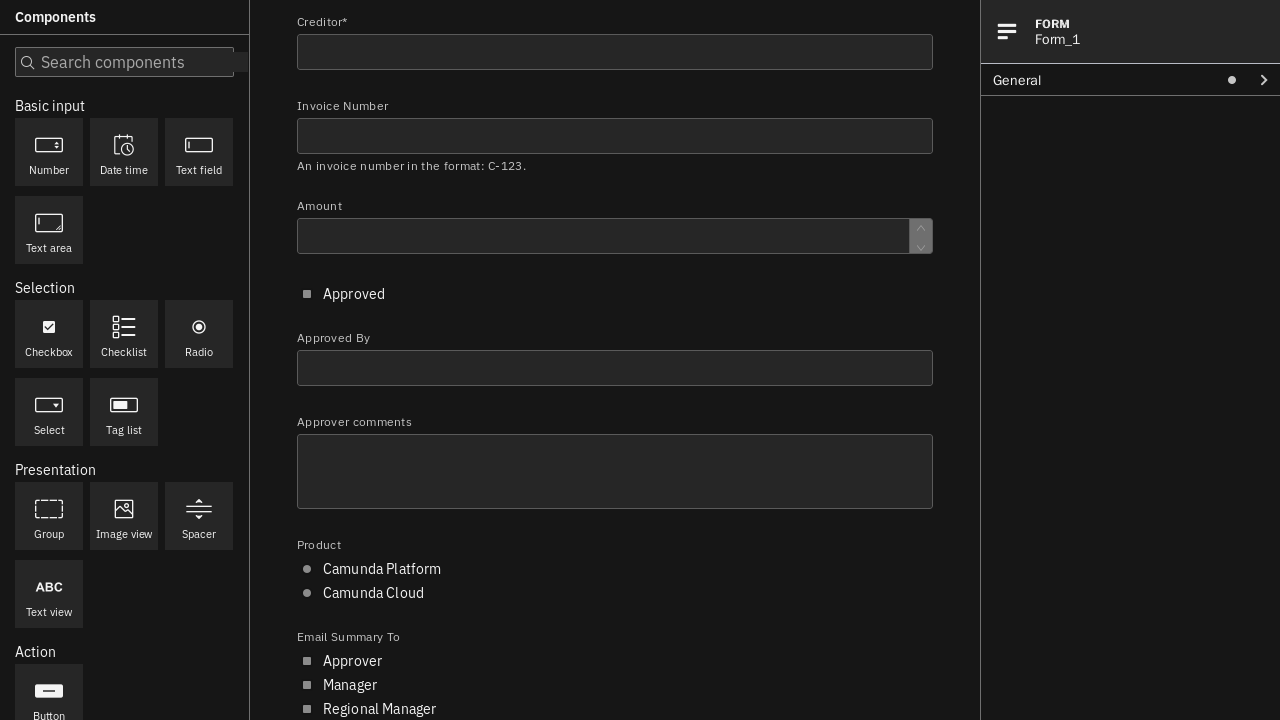 Components
Search components
Basic input
Number
Date time
Text field
Text area
Selection
Checkbox
Checklist
Radio
Select
Tag list
Presentation
Group
Image view
Spacer
ABC
Text view
Action
Button
Creditor*
Invoice Number
An invoice number in the format: C-123.
Amount
Approved
Approved By
Approver comments
Product
Camunda Platform
Camunda Cloud
Email Summary To
Approver
Manager
Regional Manager
FORM
Form_1
General